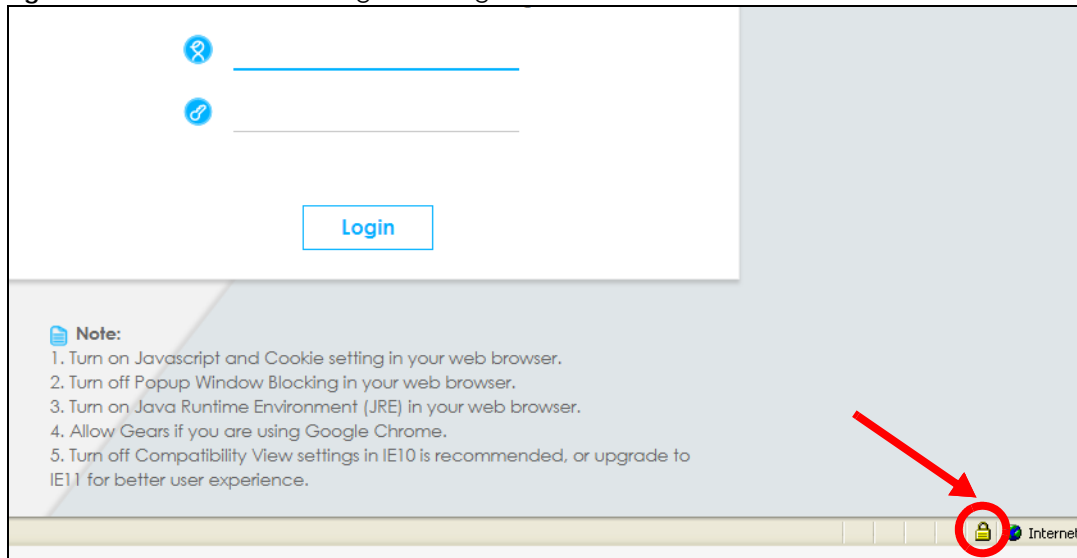 Login
Note:
1. Turn on Javascript and Cookie setting in your web browser.
2. Turn off Popup Window Blocking in your web browser.
3. Turn on Java Runtime Environment (JRE) in your web browser.
4. Allow Gears if you are using Google Chrome.
5. Turn off Compatibility View settings in IE10 is recommended, or upgrade to
IE11 for better user experience.
Internet